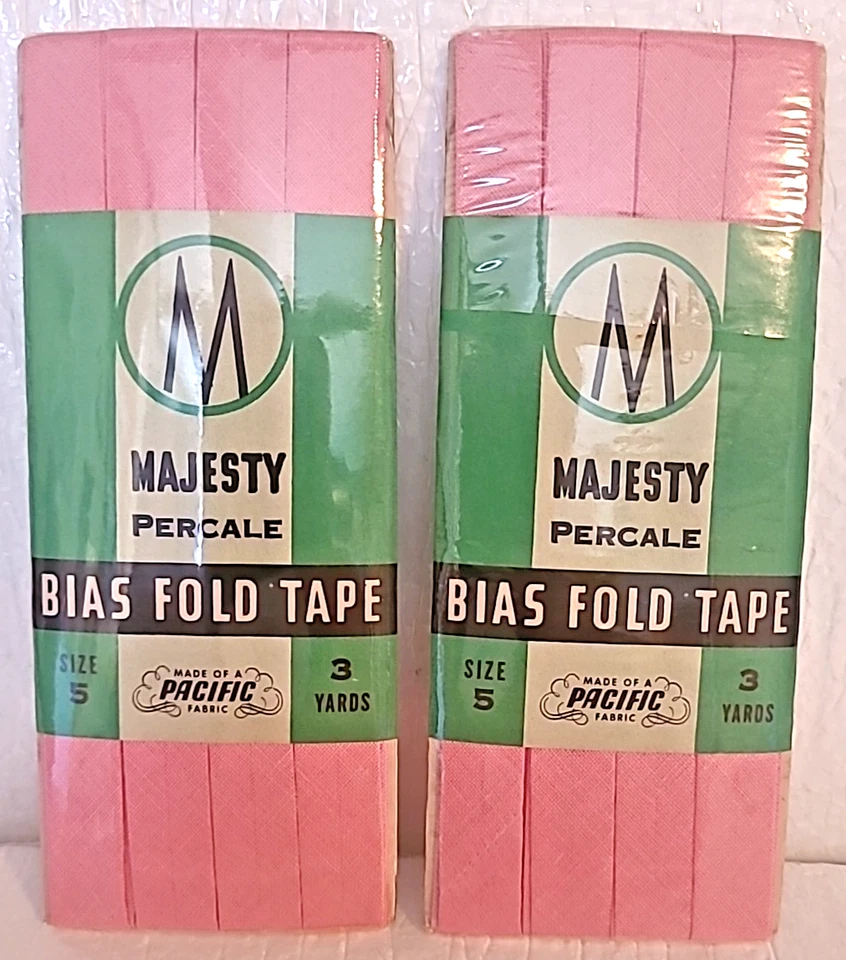 M
MAJESTY
PERCALE
BIAS FOLD TAPE
SIZE
5
MADE OF A
PACIFIC
FABRIC
3
YARDS
M
MAJESTY
PERCALE
BIAS FOLD TAPE
SIZE
5
MADE OF A
PACIFIC
FABRIC
3
YARDS